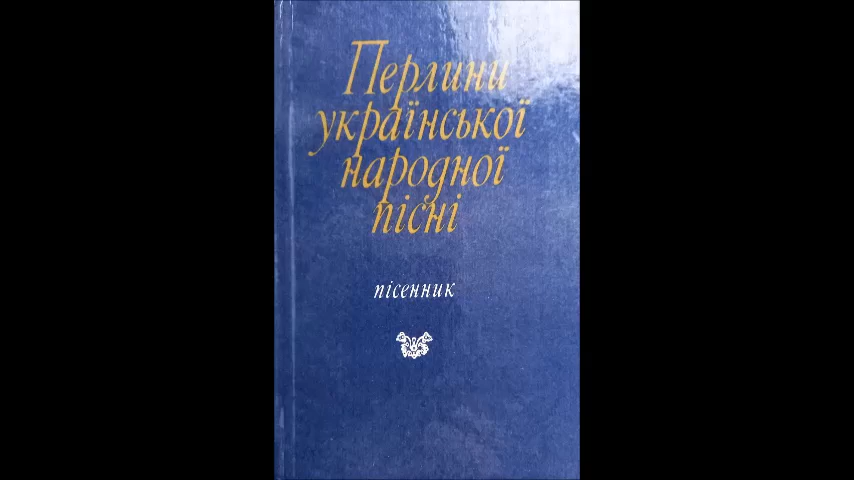 Перлини
української
народної
пісні
пісенник